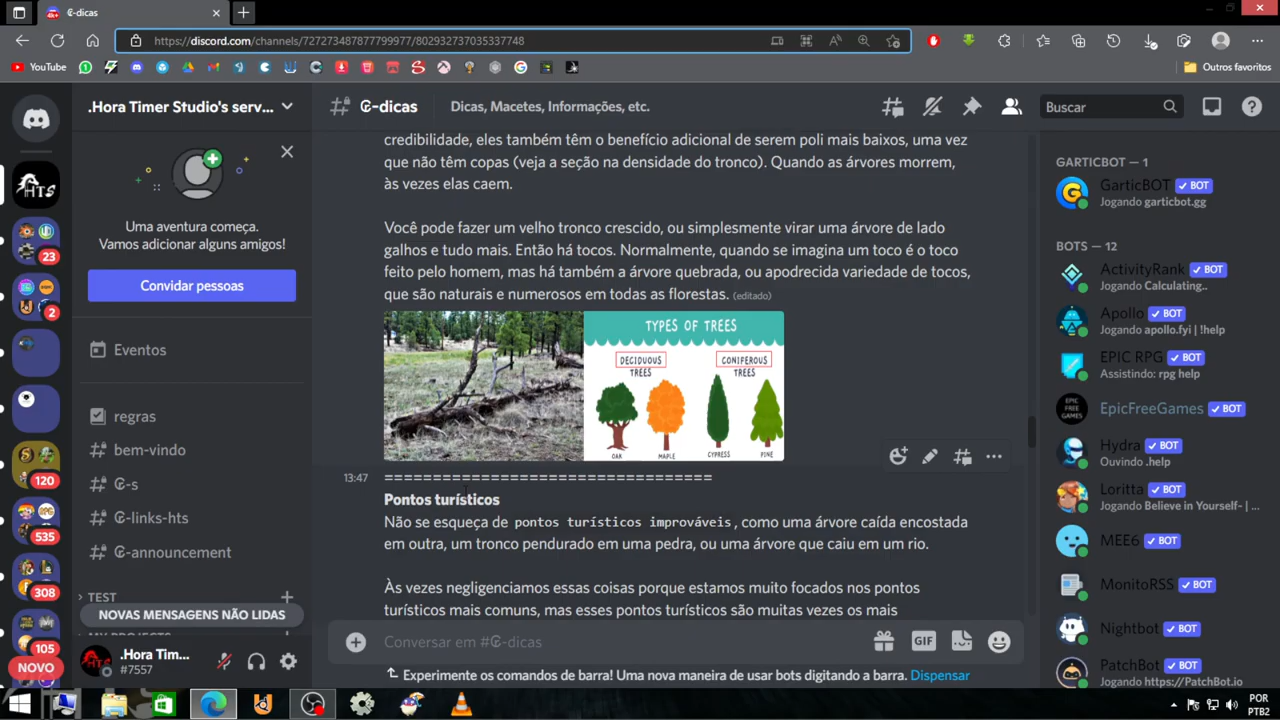 ₢-dicas
https://discord.com/channels/727273487877799977/802932737035337748
YouTube
Outros favoritos
.Hora Timer Studio's serv...
₢-dicas
Dicas, Macetes, Informações, etc.
Buscar
HTS
Uma aventura começa.
Vamos adicionar alguns amigos!
Convidar pessoas
Eventos
regras
bem-vindo
₢-s
₢-links-hts
₢-announcement
TEST
NOVAS MENSAGENS NÃO LIDAS
23
2
120
535
308
105
NOVO
.Hora Tim...
#7557
credibilidade, eles também têm o benefício adicional de serem poli mais baixos, uma vez
que não têm copas (veja a seção na densidade do tronco). Quando as árvores morrem,
às vezes elas caem.
Você pode fazer um velho tronco crescido, ou simplesmente virar uma árvore de lado
galhos e tudo mais. Então há tocos. Normalmente, quando se imagina um toco é o toco
feito pelo homem, mas há também a árvore quebrada, ou apodrecida variedade de tocos,
que são naturais e numerosos em todas as florestas. (editado)
TYPES OF TREES
DECIDUOUS TREES
CONIFEROUS TREES
OAK
MAPLE
CYPRESS
PINE
13:47
==================================
Pontos turísticos
Não se esqueça de pontos turísticos improváveis, como uma árvore caída encostada
em outra, um tronco pendurado em uma pedra, ou uma árvore que caiu em um rio.
Às vezes negligenciamos essas coisas porque estamos muito focados nos pontos
turísticos mais comuns, mas esses pontos turísticos são muitas vezes os mais
Conversar em #₢-dicas
GIF
Experimente os comandos de barra! Uma nova maneira de usar bots digitando a barra. Dispensar
GARTICBOT — 1
GarticBOT ✓ BOT
Jogando garticbot.gg
BOTS — 12
ActivityRank ✓ BOT
Jogando Calculating..
Apollo ✓ BOT
Jogando apollo.fyi | !help
EPIC RPG ✓ BOT
Assistindo: rpg help
EPIC FREE GAMES
EpicFreeGames ✓ BOT
Hydra ✓ BOT
Ouvindo .help
Loritta ✓ BOT
Jogando Believe in Yourself~ | ...
MEE6 ✓ BOT
MonitoRSS ✓ BOT
Nightbot ✓ BOT
PatchBot ✓ BOT
Jogando https://PatchBot.io
POR
PTB2